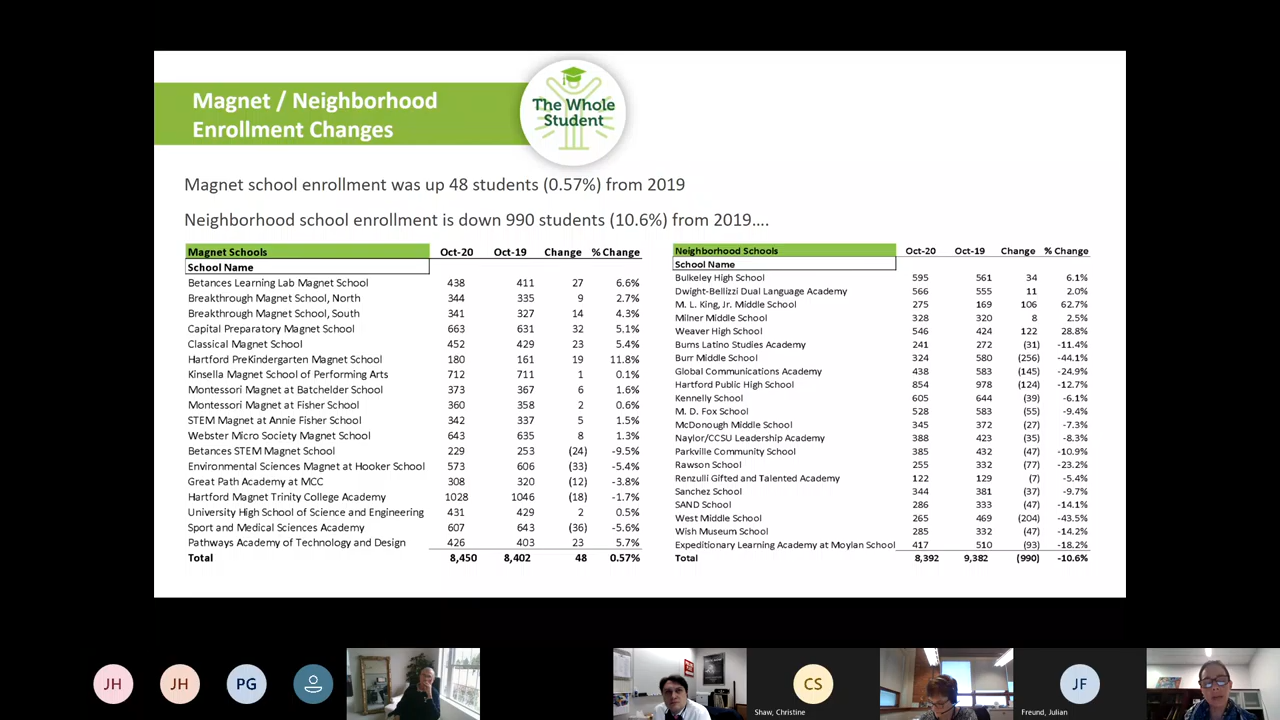 Magnet / Neighborhood
Enrollment Changes
The Whole
Student
Magnet school enrollment was up 48 students (0.57%) from 2019
Neighborhood school enrollment is down 990 students (10.6%) from 2019....
Magnet Schools Oct-20 Oct-19 Change % Change
School Name
Betances Learning Lab Magnet School 438 411 27 6.6%
Breakthrough Magnet School, North 344 335 9 2.7%
Breakthrough Magnet School, South 341 327 14 4.3%
Capital Preparatory Magnet School 663 631 32 5.1%
Classical Magnet School 452 429 23 5.4%
Hartford PreKindergarten Magnet School 180 161 19 11.8%
Kinsella Magnet School of Performing Arts 712 711 1 0.1%
Montessori Magnet at Batchelder School 373 367 6 1.6%
Montessori Magnet at Fisher School 360 358 2 0.6%
STEM Magnet at Annie Fisher School 342 337 5 1.5%
Webster Micro Society Magnet School 643 635 8 1.3%
Betances STEM Magnet School 229 253 (24) -9.5%
Environmental Sciences Magnet at Hooker School 573 606 (33) -5.4%
Great Path Academy at MCC 308 320 (12) -3.8%
Hartford Magnet Trinity College Academy 1028 1046 (18) -1.7%
University High School of Science and Engineering 431 429 2 0.5%
Sport and Medical Sciences Academy 607 643 (36) -5.6%
Pathways Academy of Technology and Design 426 403 23 5.7%
Total 8,450 8,402 48 0.57%
Neighborhood Schools Oct-20 Oct-19 Change % Change
School Name
Bulkeley High School 595 561 34 6.1%
Dwight-Bellizzi Dual Language Academy 566 555 11 2.0%
M. L. King, Jr. Middle School 275 169 106 62.7%
Milner Middle School 328 320 8 2.5%
Weaver High School 546 424 122 28.8%
Burns Latino Studies Academy 241 272 (31) -11.4%
Burr Middle School 324 580 (256) -44.1%
Global Communications Academy 438 583 (145) -24.9%
Hartford Public High School 854 978 (124) -12.7%
Kennelly School 605 644 (39) -6.1%
M. D. Fox School 528 583 (55) -9.4%
McDonough Middle School 345 372 (27) -7.3%
Naylor/CCSU Leadership Academy 388 423 (35) -8.3%
Parkville Community School 385 432 (47) -10.9%
Rawson School 255 332 (77) -23.2%
Renzulli Gifted and Talented Academy 122 129 (7) -5.4%
Sanchez School 344 381 (37) -9.7%
SAND School 286 333 (47) -14.1%
West Middle School 265 469 (204) -43.5%
Wish Museum School 285 332 (47) -14.2%
Expeditionary Learning Academy at Moylan School 417 510 (93) -18.2%
Total 8,392 9,382 (990) -10.6%
JH JH PG CS JF
Shaw, Christine Freund, Julian